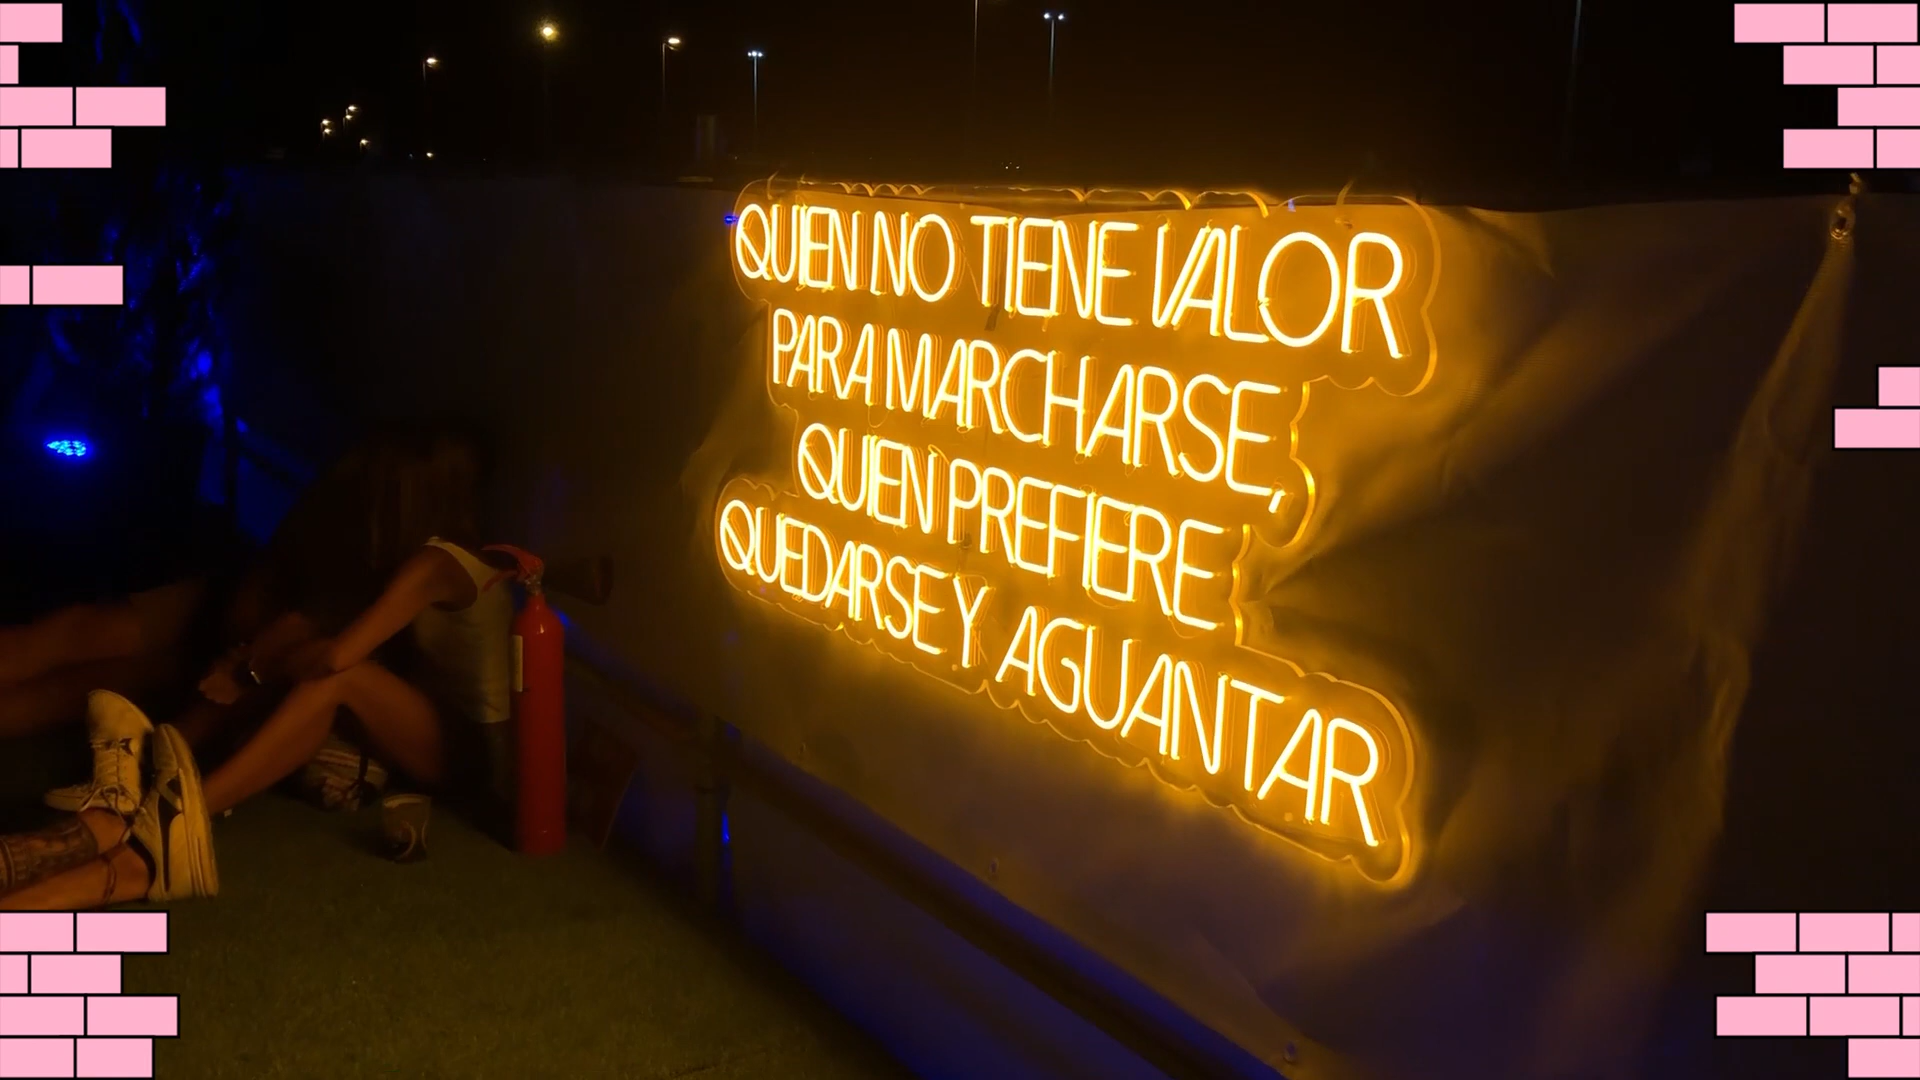 QUIEN NO TIENE VALOR
PARA MARCHARSE,
QUIEN PREFIERE
QUEDARSE Y AGUANTAR